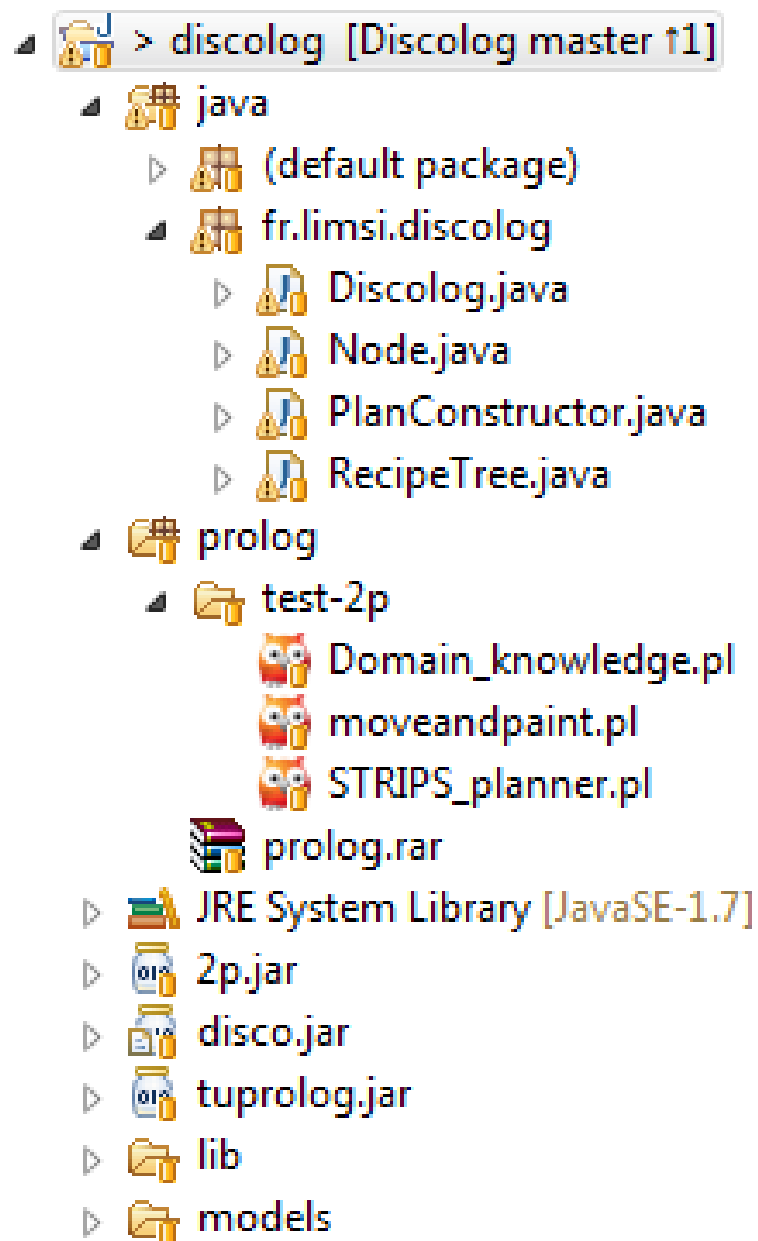 > discolog [Discolog master ↑1]
java
(default package)
fr.limsi.discolog
Discolog.java
Node.java
PlanConstructor.java
RecipeTree.java
prolog
test-2p
Domain_knowledge.pl
moveandpaint.pl
STRIPS_planner.pl
prolog.rar
JRE System Library [JavaSE-1.7]
2p.jar
disco.jar
tuprolog.jar
lib
models